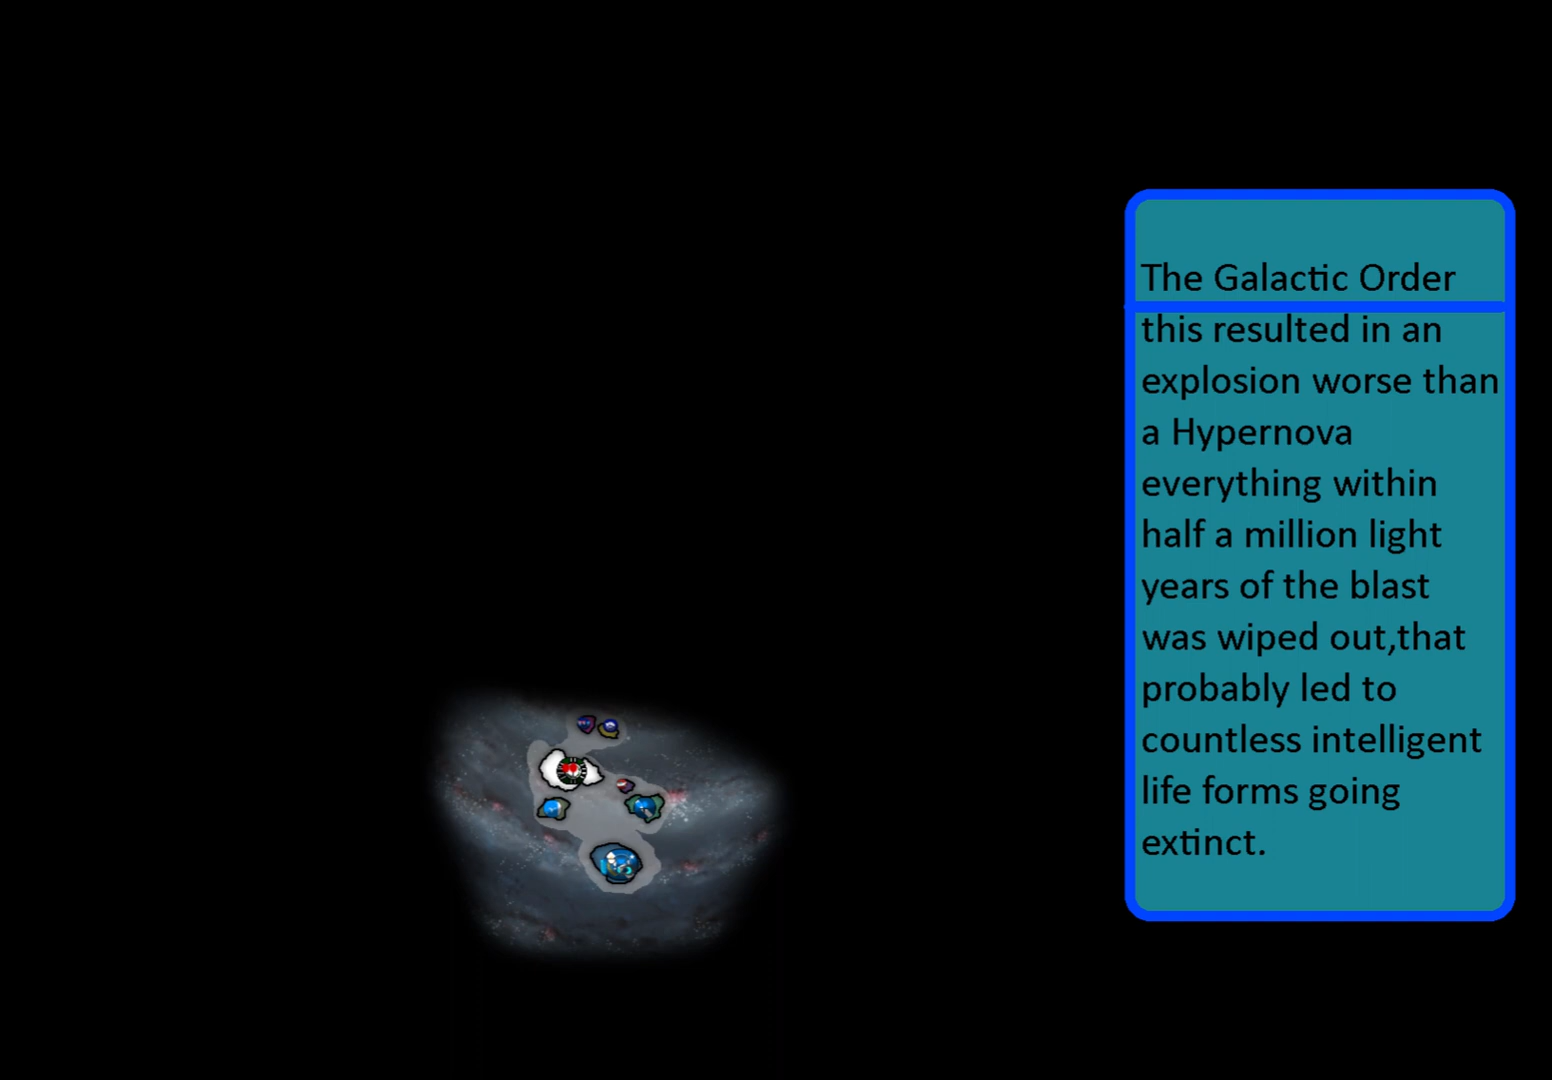 The Galactic Order
this resulted in an
explosion worse than
a Hypernova
everything within
half a million light
years of the blast
was wiped out,that
probably led to
countless intelligent
life forms going
extinct.